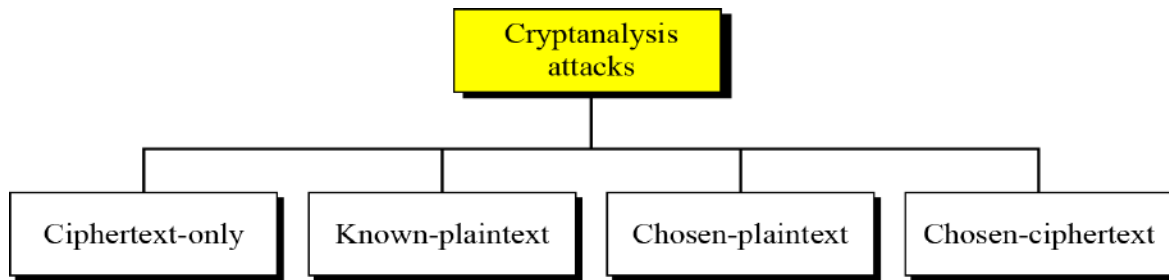 Cryptanalysis
attacks
Ciphertext-only
Known-plaintext
Chosen-plaintext
Chosen-ciphertext